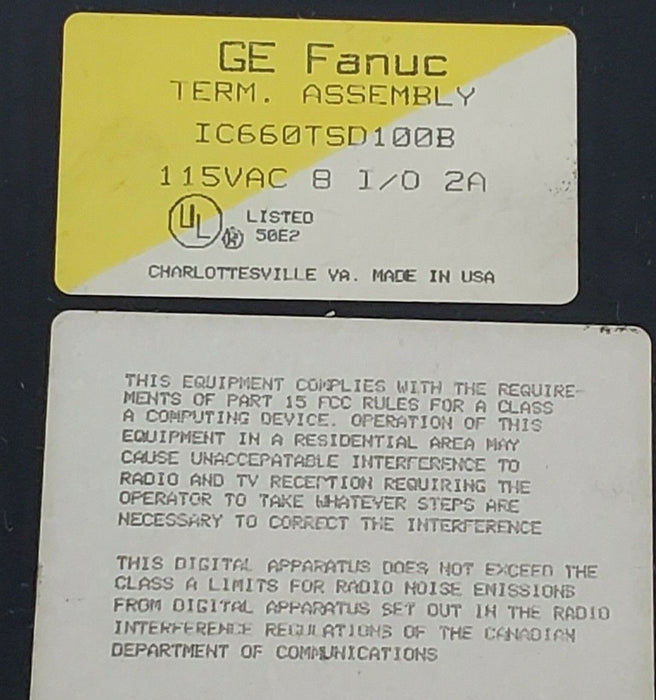 GE Fanuc
TERM. ASSEMBLY
IC660TSD100B
115VAC 8 I/O 2A
UL LISTED
50E2
CHARLOTTESVILLE VA. MADE IN USA
THIS EQUIPMENT COMPLIES WITH THE REQUIRE-
MENTS OF PART 15 FCC RULES FOR A CLASS
A COMPUTING DEVICE. OPERATION OF THIS
EQUIPMENT IN A RESIDENTIAL AREA MAY
CAUSE UNACCEPATABLE INTERFERENCE TO
RADIO AND TV RECEPTION REQUIRING THE
OPERATOR TO TAKE WHATEVER STEPS ARE
NECESSARY TO CORRECT THE INTERFERENCE
THIS DIGITAL APPARATUS DOES NOT EXCEED THE
CLASS A LIMITS FOR RADIO NOISE EMISSIONS
FROM DIGITAL APPARATUS SET OUT IN THE RADIO
INTERFERENCE REGULATIONS OF THE CANADIAN
DEPARTMENT OF COMMUNICATIONS